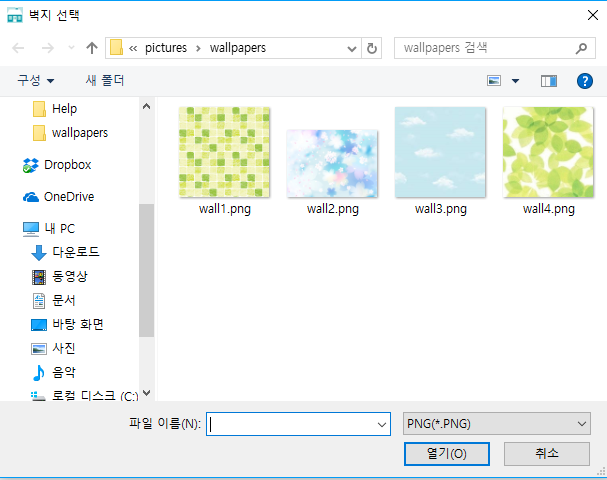 벽지 선택
« pictures › wallpapers
wallpapers 검색
구성
새 폴더
Help
wallpapers
Dropbox
OneDrive
내 PC
다운로드
동영상
문서
바탕 화면
사진
음악
로컬 디스크 (C:)
wall1.png
wall2.png
wall3.png
wall4.png
파일 이름(N):
PNG(*.PNG)
열기(O)
취소